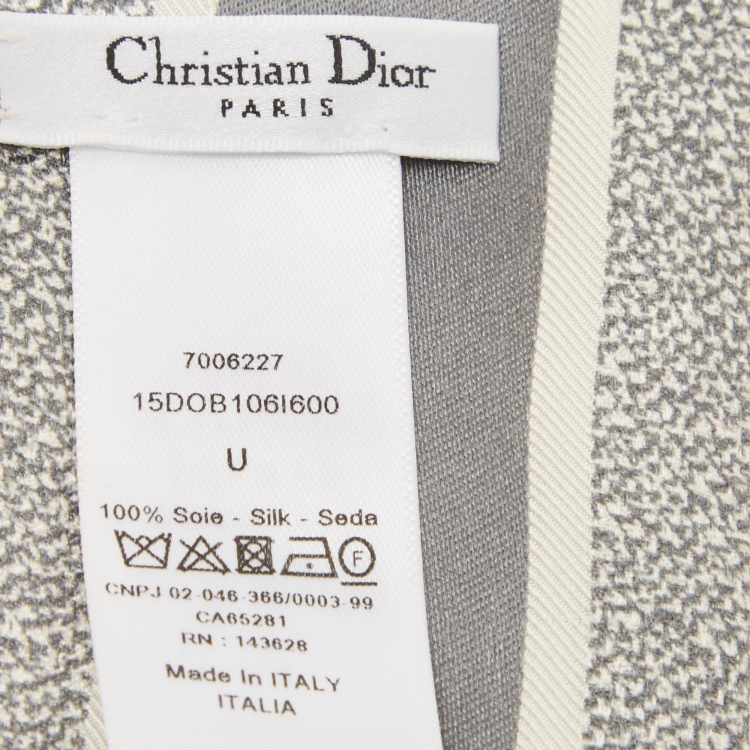 Christian Dior
PARIS
7006227
15DOB106I600
U
100% Soie - Silk - Seda
F
CNPJ 02-046-366/0003-99
CA65281
RN : 143628
Made In ITALY
ITALIA